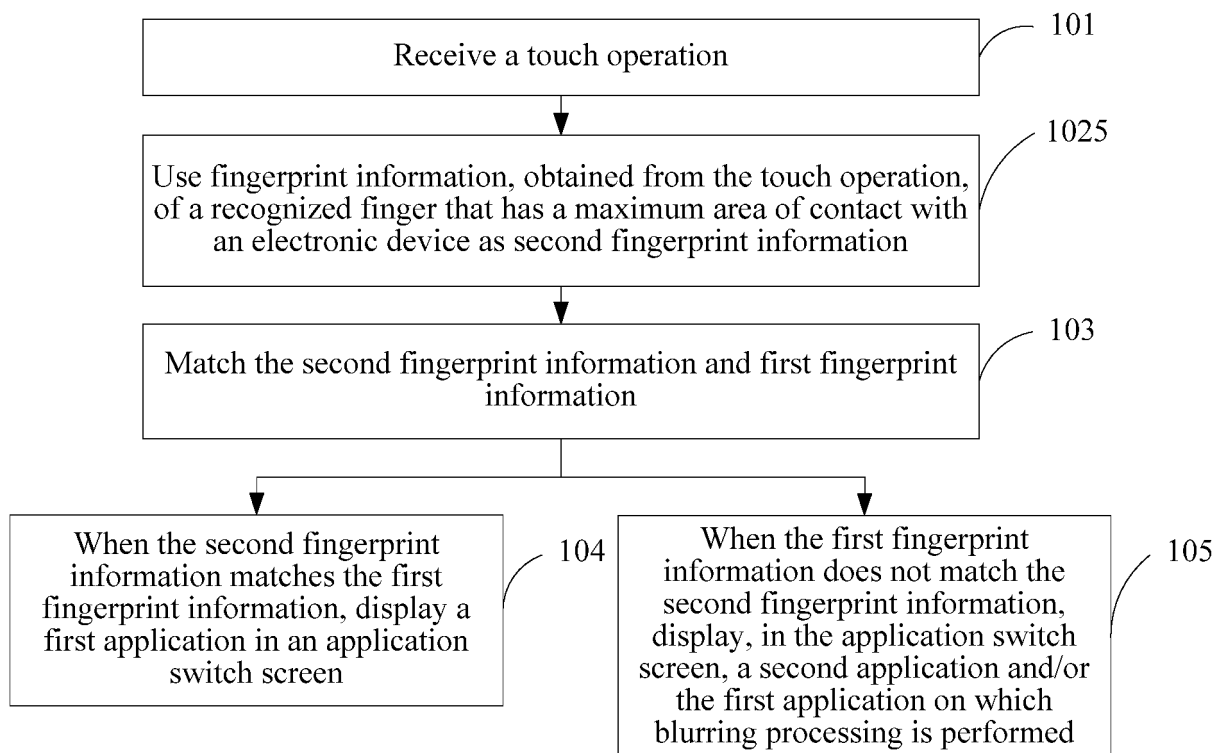 101
Receive a touch operation
1025
Use fingerprint information, obtained from the touch operation,
of a recognized finger that has a maximum area of contact with
an electronic device as second fingerprint information
103
Match the second fingerprint information and first fingerprint
information
When the second fingerprint
information matches the first
fingerprint information, display a
first application in an application
switch screen
104
When the first fingerprint
information does not match the
second fingerprint information,
display, in the application switch
screen, a second application and/or
the first application on which
blurring processing is performed
105